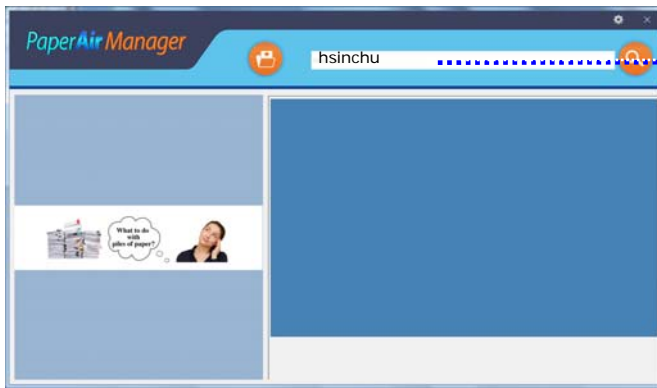 PaperAir Manager
hsinchu
What to do
with
piles of paper?